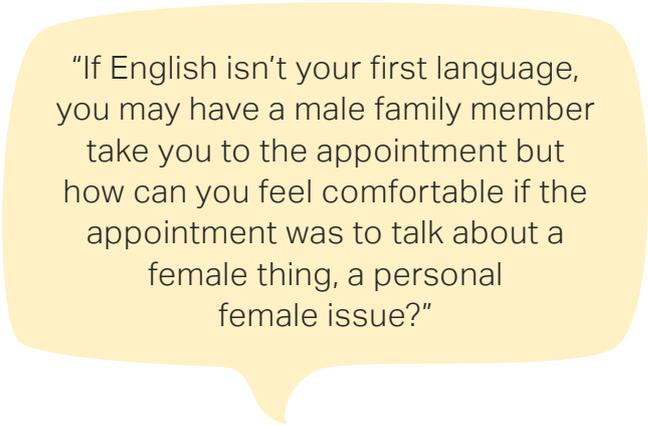 “If English isn’t your first language,
you may have a male family member
take you to the appointment but
how can you feel comfortable if the
appointment was to talk about a
female thing, a personal
female issue?”